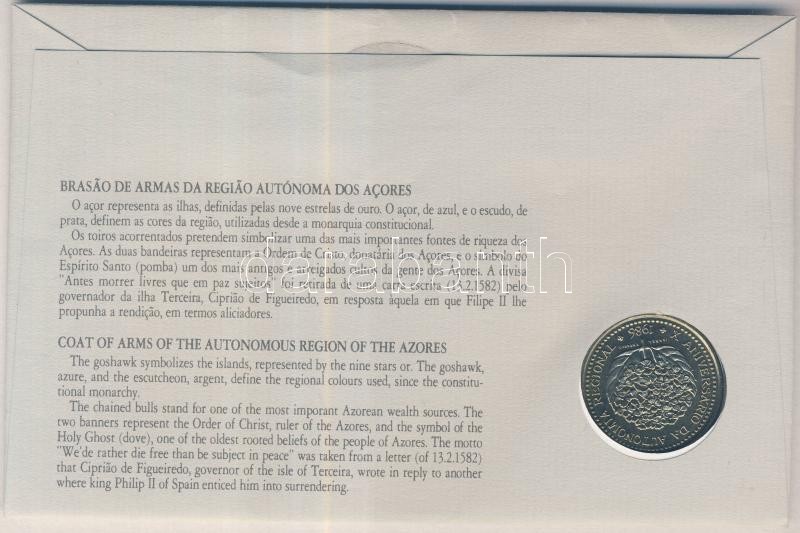 BRASÃO DE ARMAS DA REGIÃO AUTÓNOMA DOS AÇORES
O açor representa as ilhas, definidas pelas nove estrelas de ouro. O açor, de azul, e o escudo, de
prata, definem as cores da região, utilizadas desde a monarquia constitucional.
Os toiros acorrentados pretendem simbolizar uma das mais importantes fontes de riqueza dos
Açores. As duas bandeiras representam a Ordem de Cristo, donatária dos Açores, e o símbolo do
Espírito Santo (pomba) um dos mais antigos e arreigados cultos da gente dos Açores. A divisa
"Antes morrer livres que em paz sujeitos" foi retirada de uma carta escrita (13.2.1582) pelo
governador da ilha Terceira, Ciprião de Figueiredo, em resposta àquela em que Filipe II lhe
propunha a rendição, em termos aliciadores.
COAT OF ARMS OF THE AUTONOMOUS REGION OF THE AZORES
The goshawk symbolizes the islands, represented by the nine stars or. The goshawk,
azure, and the escutcheon, argent, define the regional colours used, since the constitu-
tional monarchy.
The chained bulls stand for one of the most imporant Azorean wealth sources. The
two banners represent the Order of Christ, ruler of the Azores, and the symbol of the
Holy Ghost (dove), one of the oldest rooted beliefs of the people of Azores. The motto
"We'de rather die free than be subject in peace" was taken from a letter (of 13.2.1582)
that Ciprião de Figueiredo, governor of the isle of Terceira, wrote in reply to another
where king Philip II of Spain enticed him into surrendering.
X ANIVERSÁRIO DA AUTONOMIA REGIONAL
1986
darabanth